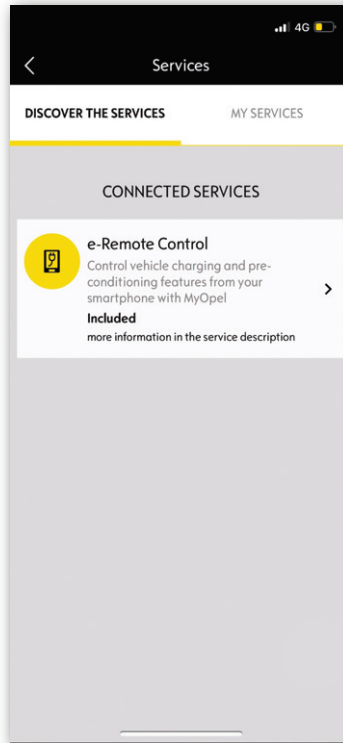 4G
Services
DISCOVER THE SERVICES MY SERVICES
CONNECTED SERVICES
e-Remote Control
Control vehicle charging and pre-
conditioning features from your
smartphone with MyOpel
Included
more information in the service description